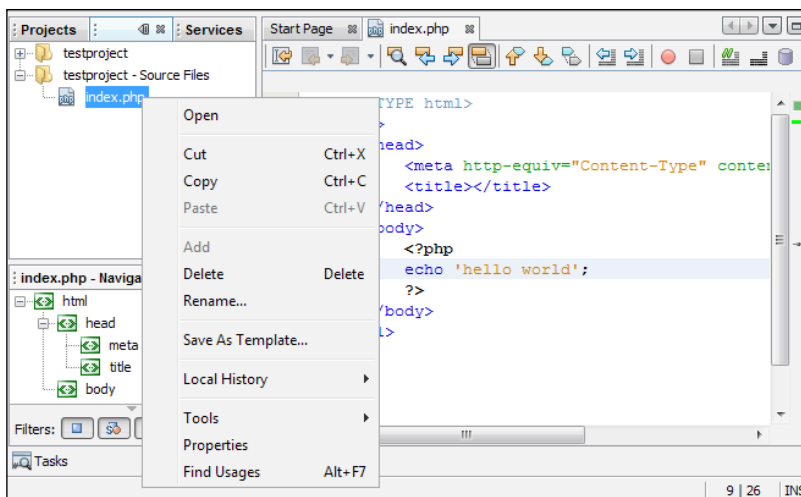 Projects
Services
Start Page
index.php
testproject
testproject - Source Files
index.php
Open
Cut Ctrl+X
Copy Ctrl+C
Paste Ctrl+V
Add
Delete Delete
Rename...
Save As Template...
Local History
Tools
Properties
Find Usages Alt+F7
TYPE html>
>
head>
<meta http-equiv="Content-Type" conte
<title></title>
/head>
body>
<?php
echo 'hello world';
?>
/body>
l>
index.php - Naviga
html
head
meta
title
body
Filters:
Tasks
9 | 26 INS